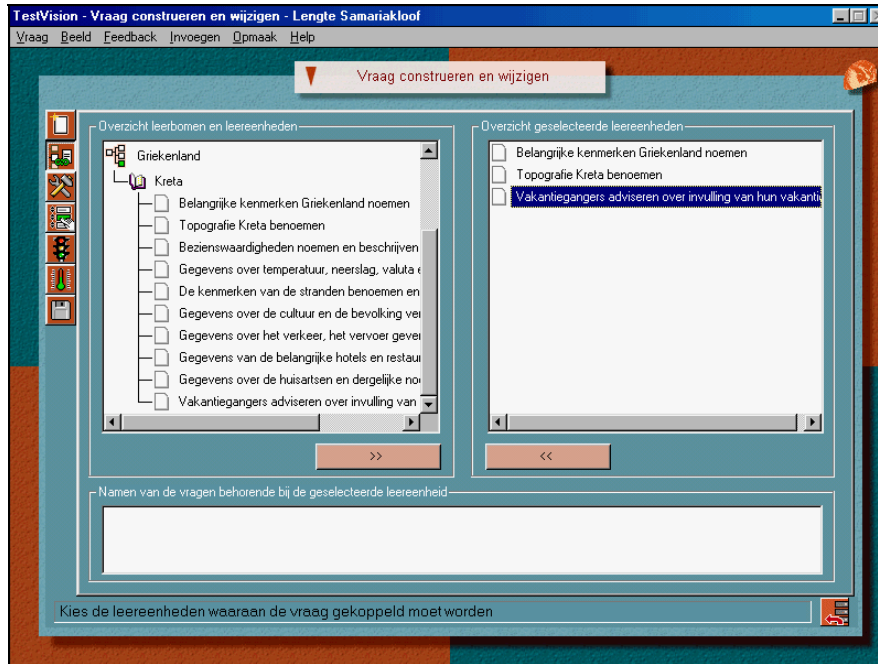 TestVision - Vraag construeren en wijzigen - Lengte Samariakloof
Vraag Beeld Feedback Invoegen Opmaak Help
Vraag construeren en wijzigen
Overzicht leerbomen en leereenheden
Griekenland
Kreta
Belangrijke kenmerken Griekenland noemen
Topografie Kreta benoemen
Bezienswaardigheden noemen en beschrijven
Gegevens over temperatuur, neerslag, valuta e
De kenmerken van de stranden benoemen en
Gegevens over de cultuur en de bevolking ver
Gegevens over het verkeer, het vervoer gever
Gegevens van de belangrijke hotels en restaur
Gegevens over de huisartsen en dergelijke noe
Vakantiegangers adviseren over invulling van
>>
Overzicht geselecteerde leereenheden
Belangrijke kenmerken Griekenland noemen
Topografie Kreta benoemen
Vakantiegangers adviseren over invulling van hun vakanti
<<
Namen van de vragen behorende bij de geselecteerde leereenheid
Kies de leereenheden waaraan de vraag gekoppeld moet worden